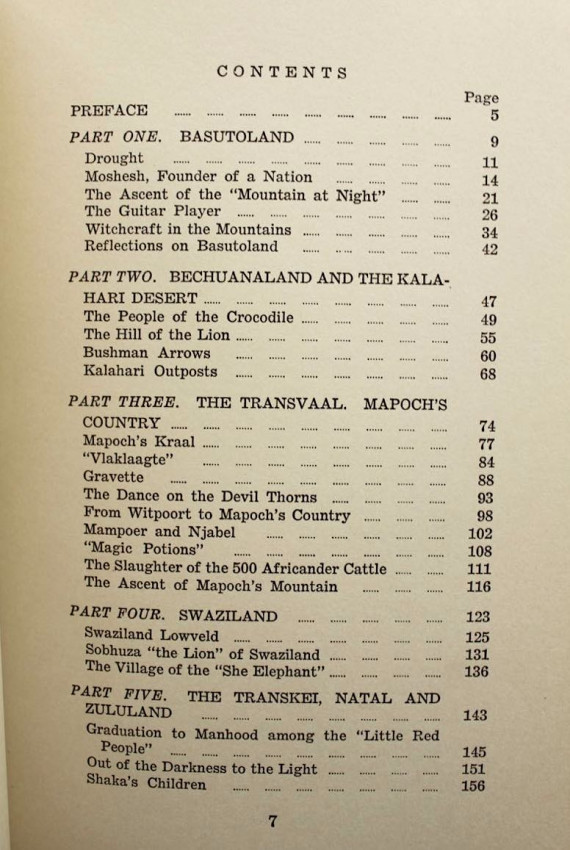 CONTENTS
Page
PREFACE ...... ...... ...... ...... ...... ...... ...... ...... ...... 5
PART ONE. BASUTOLAND ...... ...... ...... ...... ...... 9
Drought ...... ...... ...... ...... ...... ...... ...... ...... ...... 11
Moshesh, Founder of a Nation ...... ...... ...... ...... 14
The Ascent of the "Mountain at Night" ...... ...... 21
The Guitar Player ...... ...... ...... ...... ...... ...... ...... 26
Witchcraft in the Mountains ...... ...... ...... ...... ...... 34
Reflections on Basutoland ...... ...... ...... ...... ...... 42
PART TWO. BECHUANALAND AND THE KALA-
HARI DESERT ...... ...... ...... ...... ...... ...... ...... ...... 47
The People of the Crocodile ...... ...... ...... ...... ...... 49
The Hill of the Lion ...... ...... ...... ...... ...... ...... ...... 55
Bushman Arrows ...... ...... ...... ...... ...... ...... ...... 60
Kalahari Outposts ...... ...... ...... ...... ...... ...... ...... 68
PART THREE. THE TRANSVAAL. MAPOCH'S
COUNTRY ...... ...... ...... ...... ...... ...... ...... ...... ...... 74
Mapoch's Kraal ...... ...... ...... ...... ...... ...... ...... ...... 77
"Vlaklaagte" ...... ...... ...... ...... ...... ...... ...... ...... 84
Gravette ...... ...... ...... ...... ...... ...... ...... ...... ...... 88
The Dance on the Devil Thorns ...... ...... ...... ...... 93
From Witpoort to Mapoch's Country ...... ...... ...... 98
Mampoer and Njabel ...... ...... ...... ...... ...... ...... 102
"Magic Potions" ...... ...... ...... ...... ...... ...... ...... 108
The Slaughter of the 500 Africander Cattle ...... ...... 111
The Ascent of Mapoch's Mountain ...... ...... ...... 116
PART FOUR. SWAZILAND ...... ...... ...... ...... ...... 123
Swaziland Lowveld ...... ...... ...... ...... ...... ...... ...... 125
Sobhuza "the Lion" of Swaziland ...... ...... ...... ...... 131
The Village of the "She Elephant" ...... ...... ...... ...... 136
PART FIVE. THE TRANSKEI, NATAL AND
ZULULAND ...... ...... ...... ...... ...... ...... ...... ...... 143
Graduation to Manhood among the "Little Red
People" ...... ...... ...... ...... ...... ...... ...... ...... ...... 145
Out of the Darkness to the Light ...... ...... ...... ...... 151
Shaka's Children ...... ...... ...... ...... ...... ...... ...... 156
7